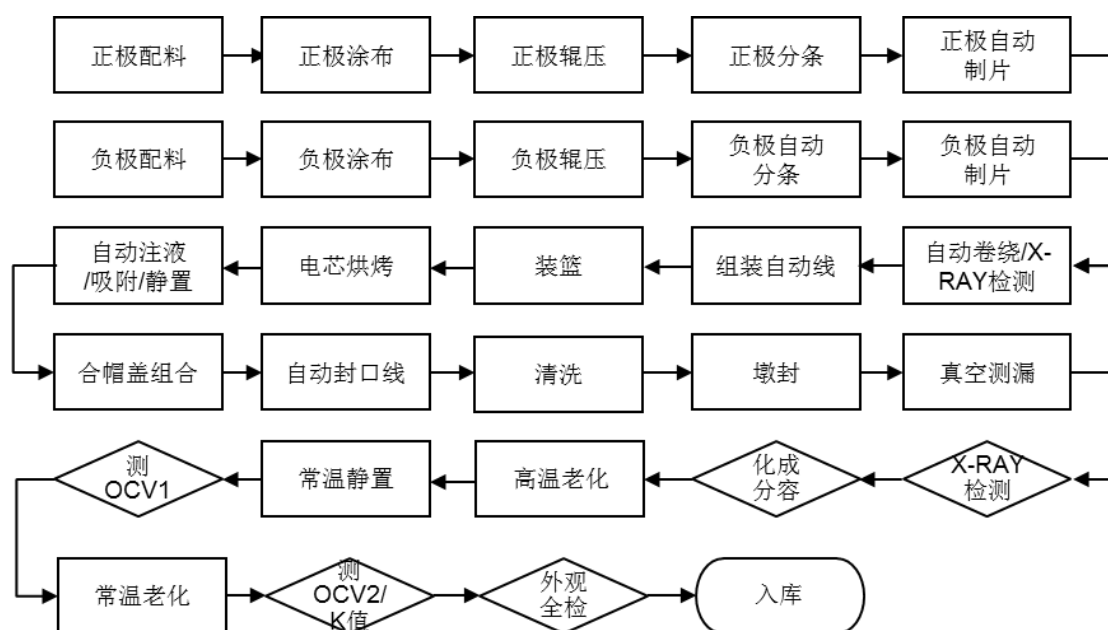 正极配料
正极涂布
正极辊压
正极分条
正极自动
制片
负极配料
负极涂布
负极辊压
负极自动
分条
负极自动
制片
自动注液
/吸附/静置
电芯烘烤
装篮
组装自动线
自动卷绕/X-
RAY检测
合帽盖组合
自动封口线
清洗
墩封
真空测漏
测
OCV1
常温静置
高温老化
化成
分容
X-RAY
检测
常温老化
测
OCV2/
K值
外观
全检
入库